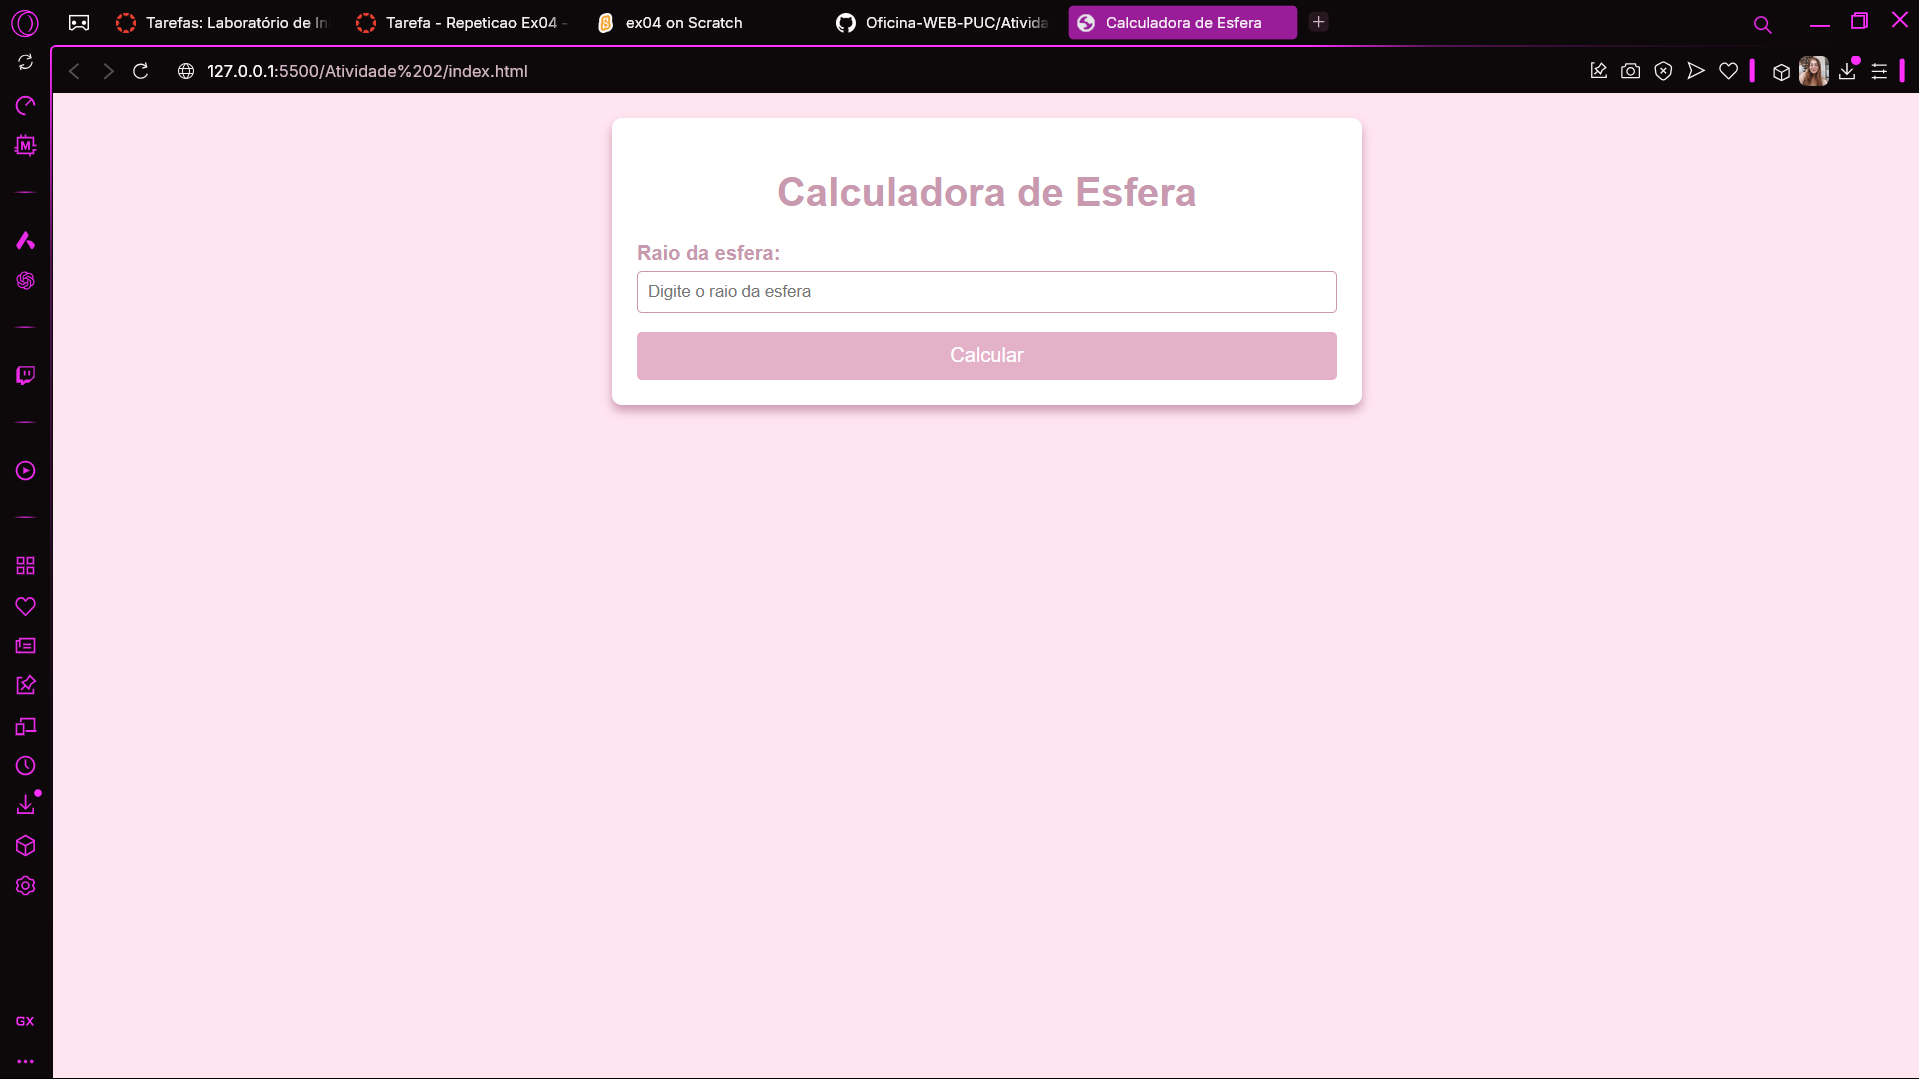 Tarefas: Laboratório de In
Tarefa - Repeticao Ex04 -
ex04 on Scratch
Oficina-WEB-PUC/Ativida
Calculadora de Esfera
127.0.0.1:5500/Atividade%202/index.html
M
Calculadora de Esfera
Raio da esfera:
Digite o raio da esfera
Calcular
GX